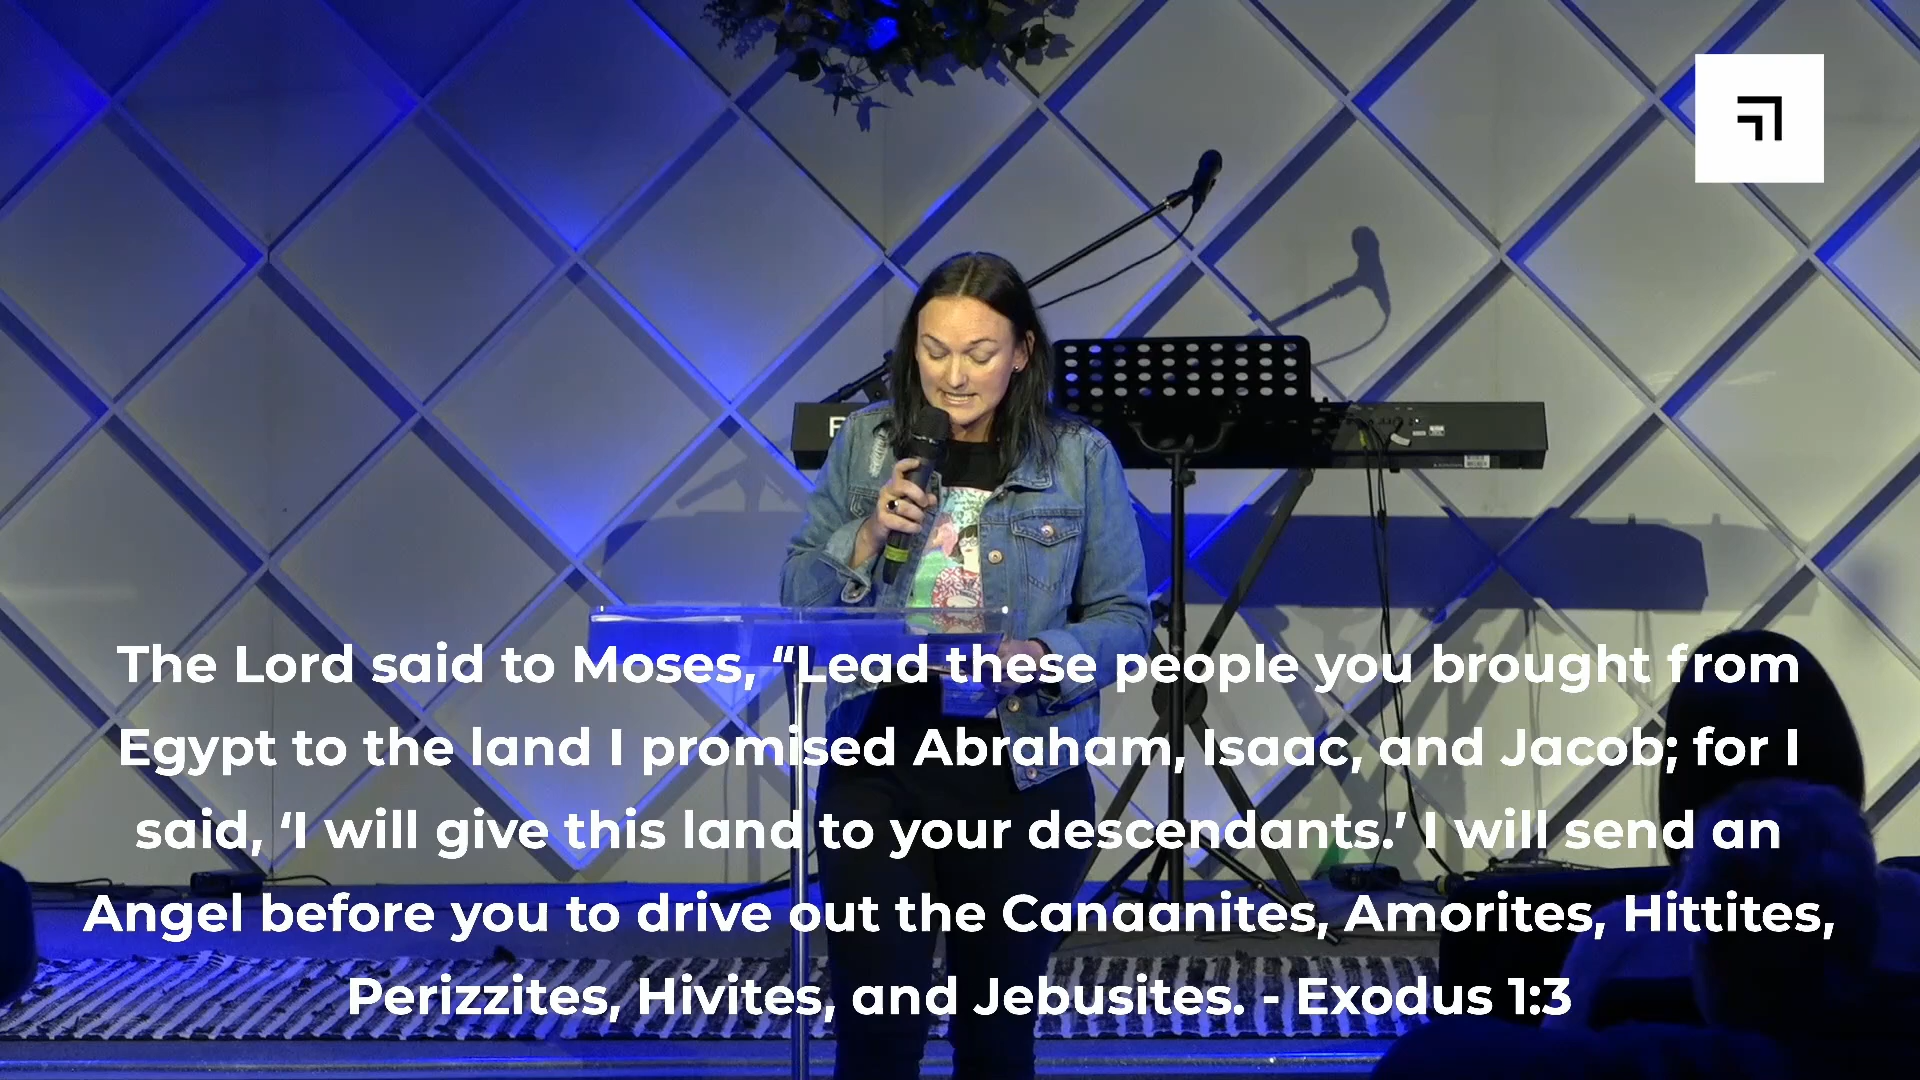 The Lord said to Moses, “Lead these people you brought from
Egypt to the land I promised Abraham, Isaac, and Jacob; for I
said, ‘I will give this land to your descendants.’ I will send an
Angel before you to drive out the Canaanites, Amorites, Hittites,
Perizzites, Hivites, and Jebusites. - Exodus 1:3